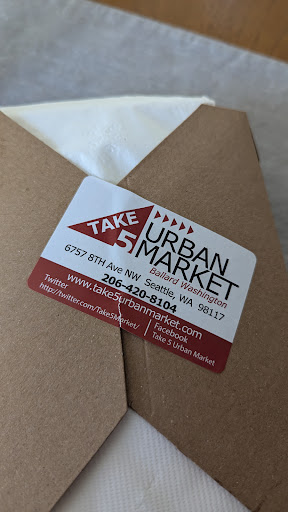 TAKE
5
URBAN
MARKET
Ballard Washington
6757 8TH Ave NW Seattle, WA 98117
206-420-8104
www.take5urbanmarket.com
Twitter
http://twitter.com/Take5Market/
Facebook
Take 5 Urban Market